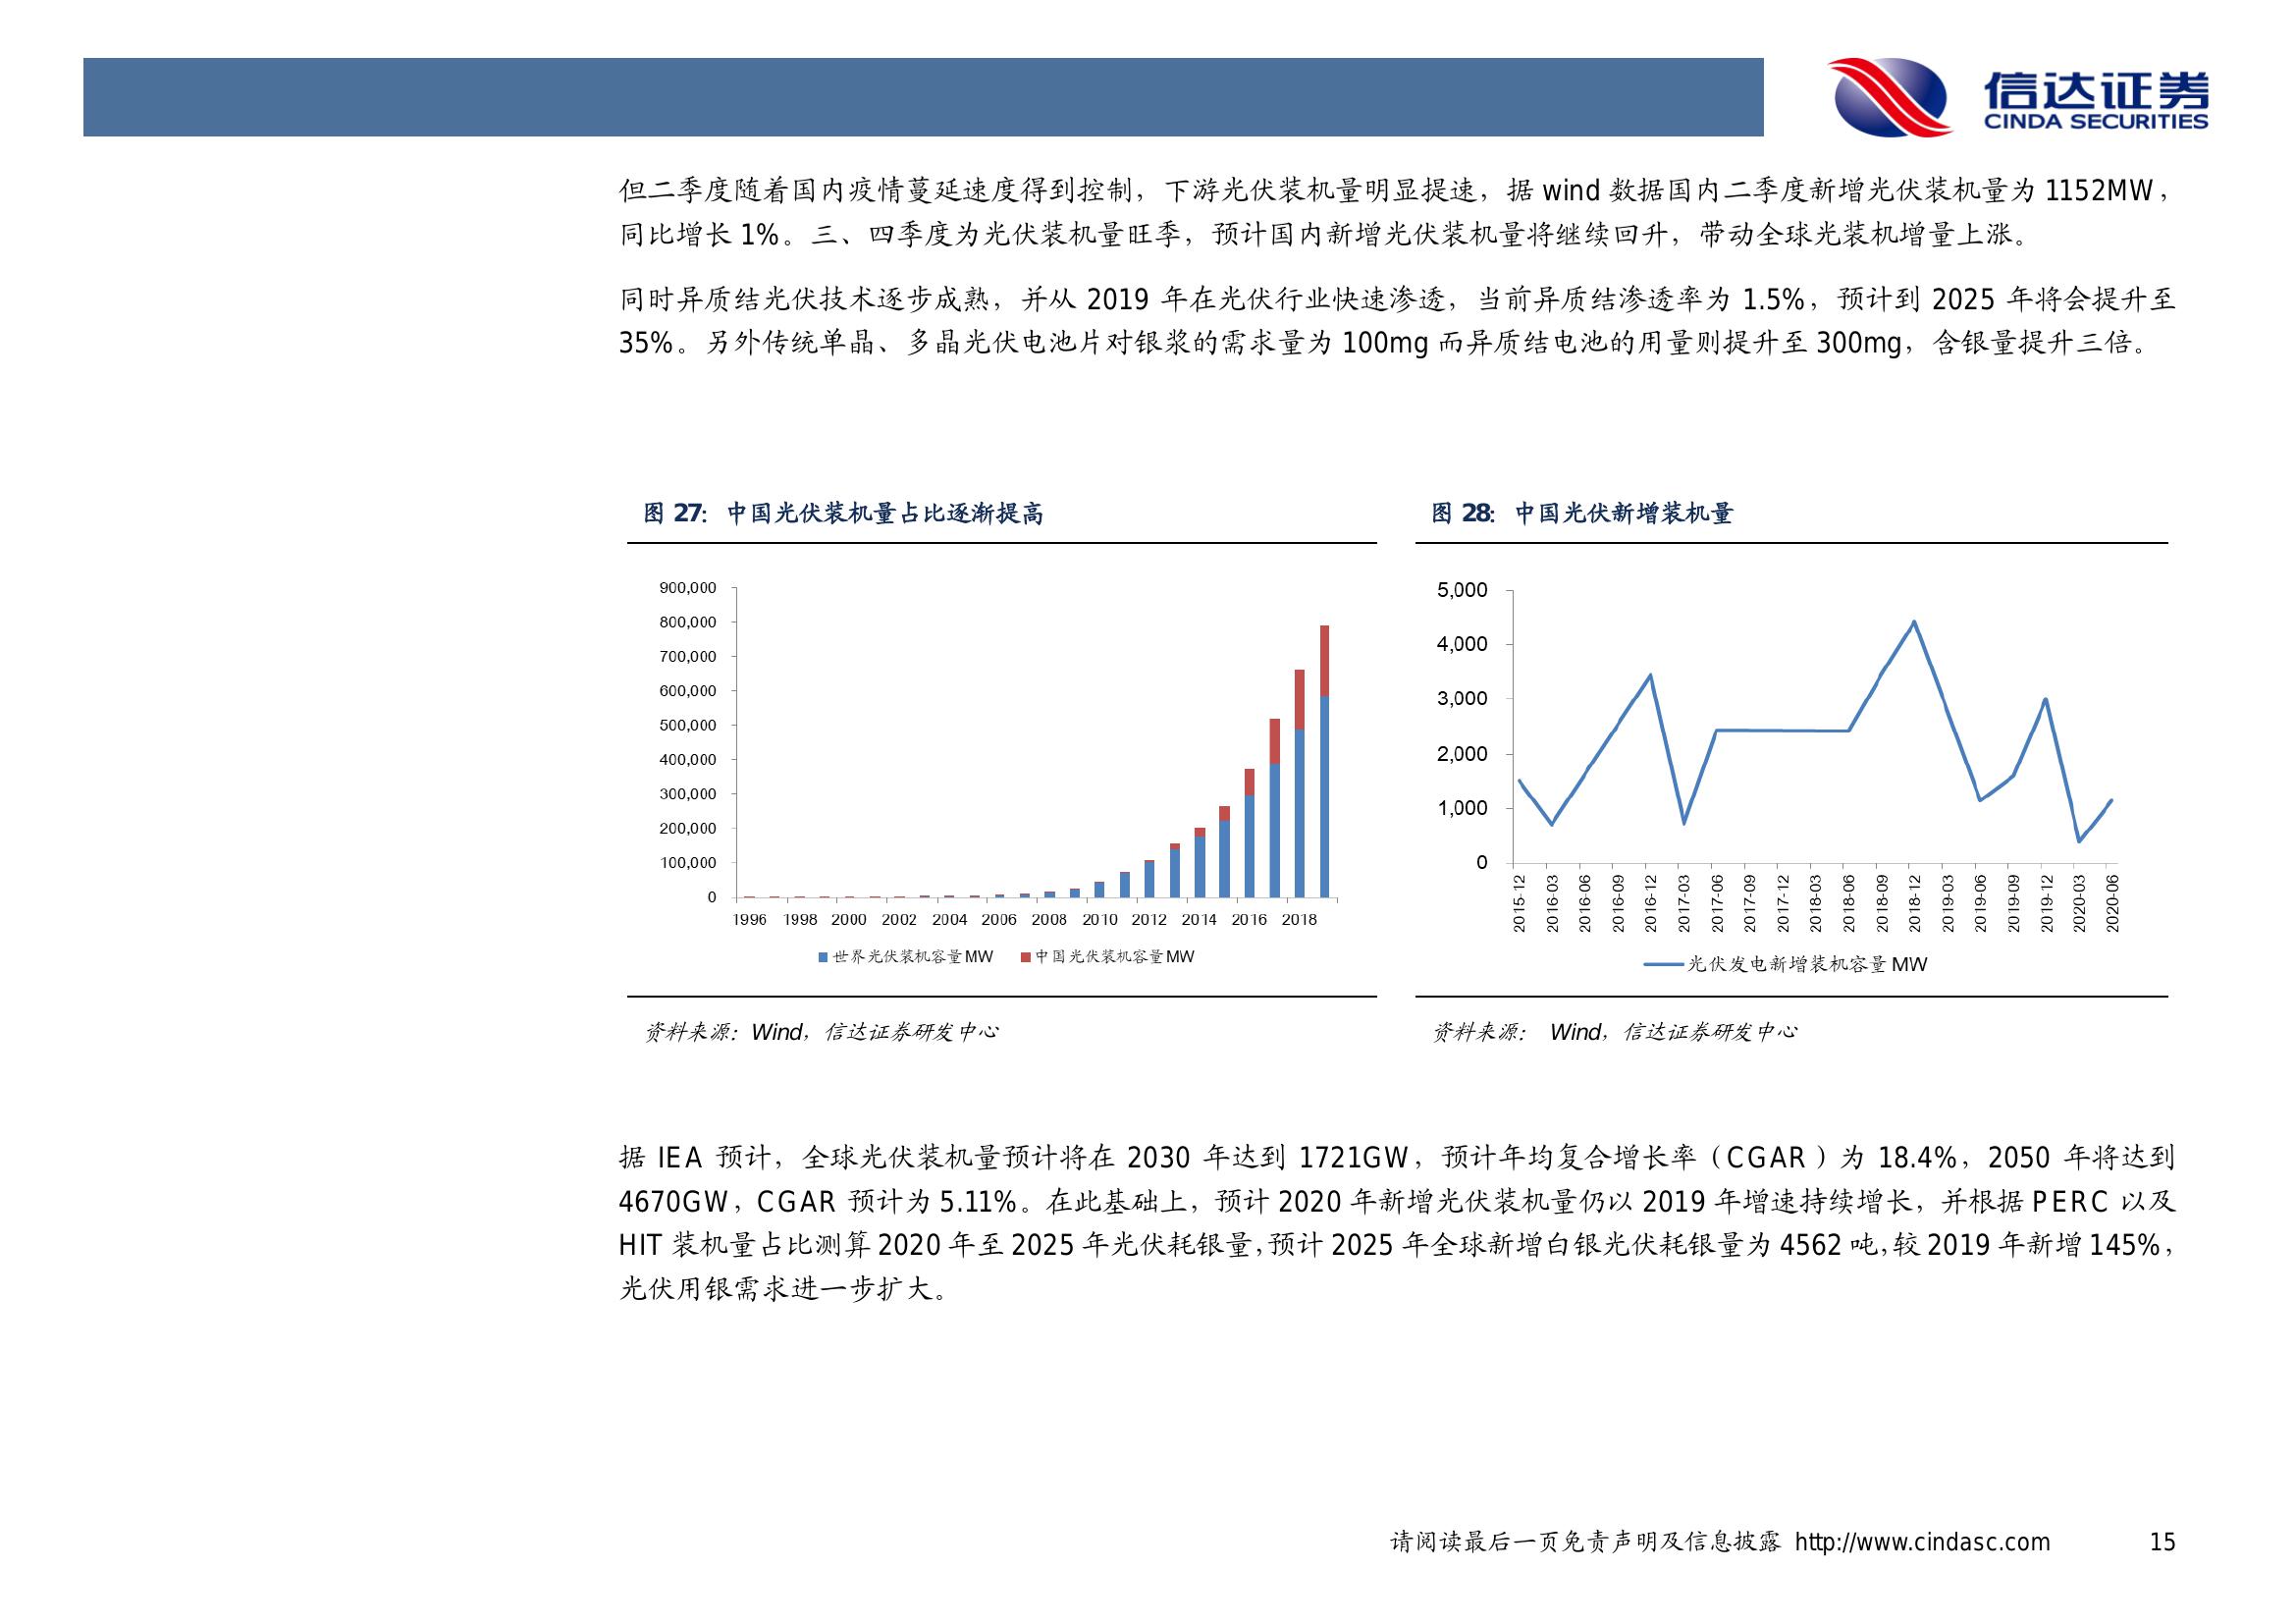 信达证券
CINDA SECURITIES
但二季度随着国内疫情蔓延速度得到控制，下游光伏装机量明显提速，据 wind 数据国内二季度新增光伏装机量为 1152MW，
同比增长 1%。三、四季度为光伏装机量旺季，预计国内新增光伏装机量将继续回升，带动全球光装机增量上涨。
同时异质结光伏技术逐步成熟，并从 2019 年在光伏行业快速渗透，当前异质结渗透率为 1.5%，预计到 2025 年将会提升至
35%。另外传统单晶、多晶光伏电池片对银浆的需求量为 100mg 而异质结电池的用量则提升至 300mg，含银量提升三倍。
图 27：中国光伏装机量占比逐渐提高
900,000
800,000
700,000
600,000
500,000
400,000
300,000
200,000
100,000
0
1996 1998 2000 2002 2004 2006 2008 2010 2012 2014 2016 2018
世界光伏装机容量MW 中国光伏装机容量MW
资料来源：Wind，信达证券研发中心
图 28：中国光伏新增装机量
5,000
4,000
3,000
2,000
1,000
0
2015-12 2016-03 2016-06 2016-09 2016-12 2017-03 2017-06 2017-09 2017-12 2018-03 2018-06 2018-09 2018-12 2019-03 2019-06 2019-09 2019-12 2020-03 2020-06
光伏发电新增装机容量 MW
资料来源： Wind，信达证券研发中心
据 IEA 预计，全球光伏装机量预计将在 2030 年达到 1721GW，预计年均复合增长率（CGAR）为 18.4%，2050 年将达到
4670GW，CGAR 预计为 5.11%。在此基础上，预计 2020 年新增光伏装机量仍以 2019 年增速持续增长，并根据 PERC 以及
HIT 装机量占比测算 2020 年至 2025 年光伏耗银量，预计 2025 年全球新增白银光伏耗银量为 4562 吨，较 2019 年新增 145%，
光伏用银需求进一步扩大。
请阅读最后一页免责声明及信息披露 http://www.cindasc.com 15